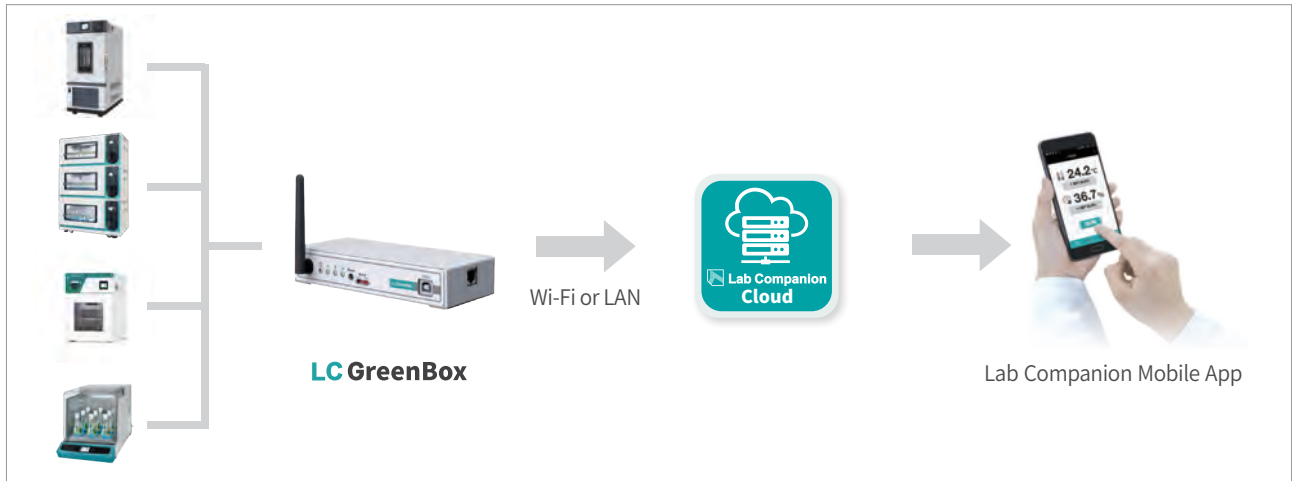 LC GreenBox
Wi-Fi or LAN
Lab Companion
Cloud
24.2℃
36.7%
Lab Companion Mobile App